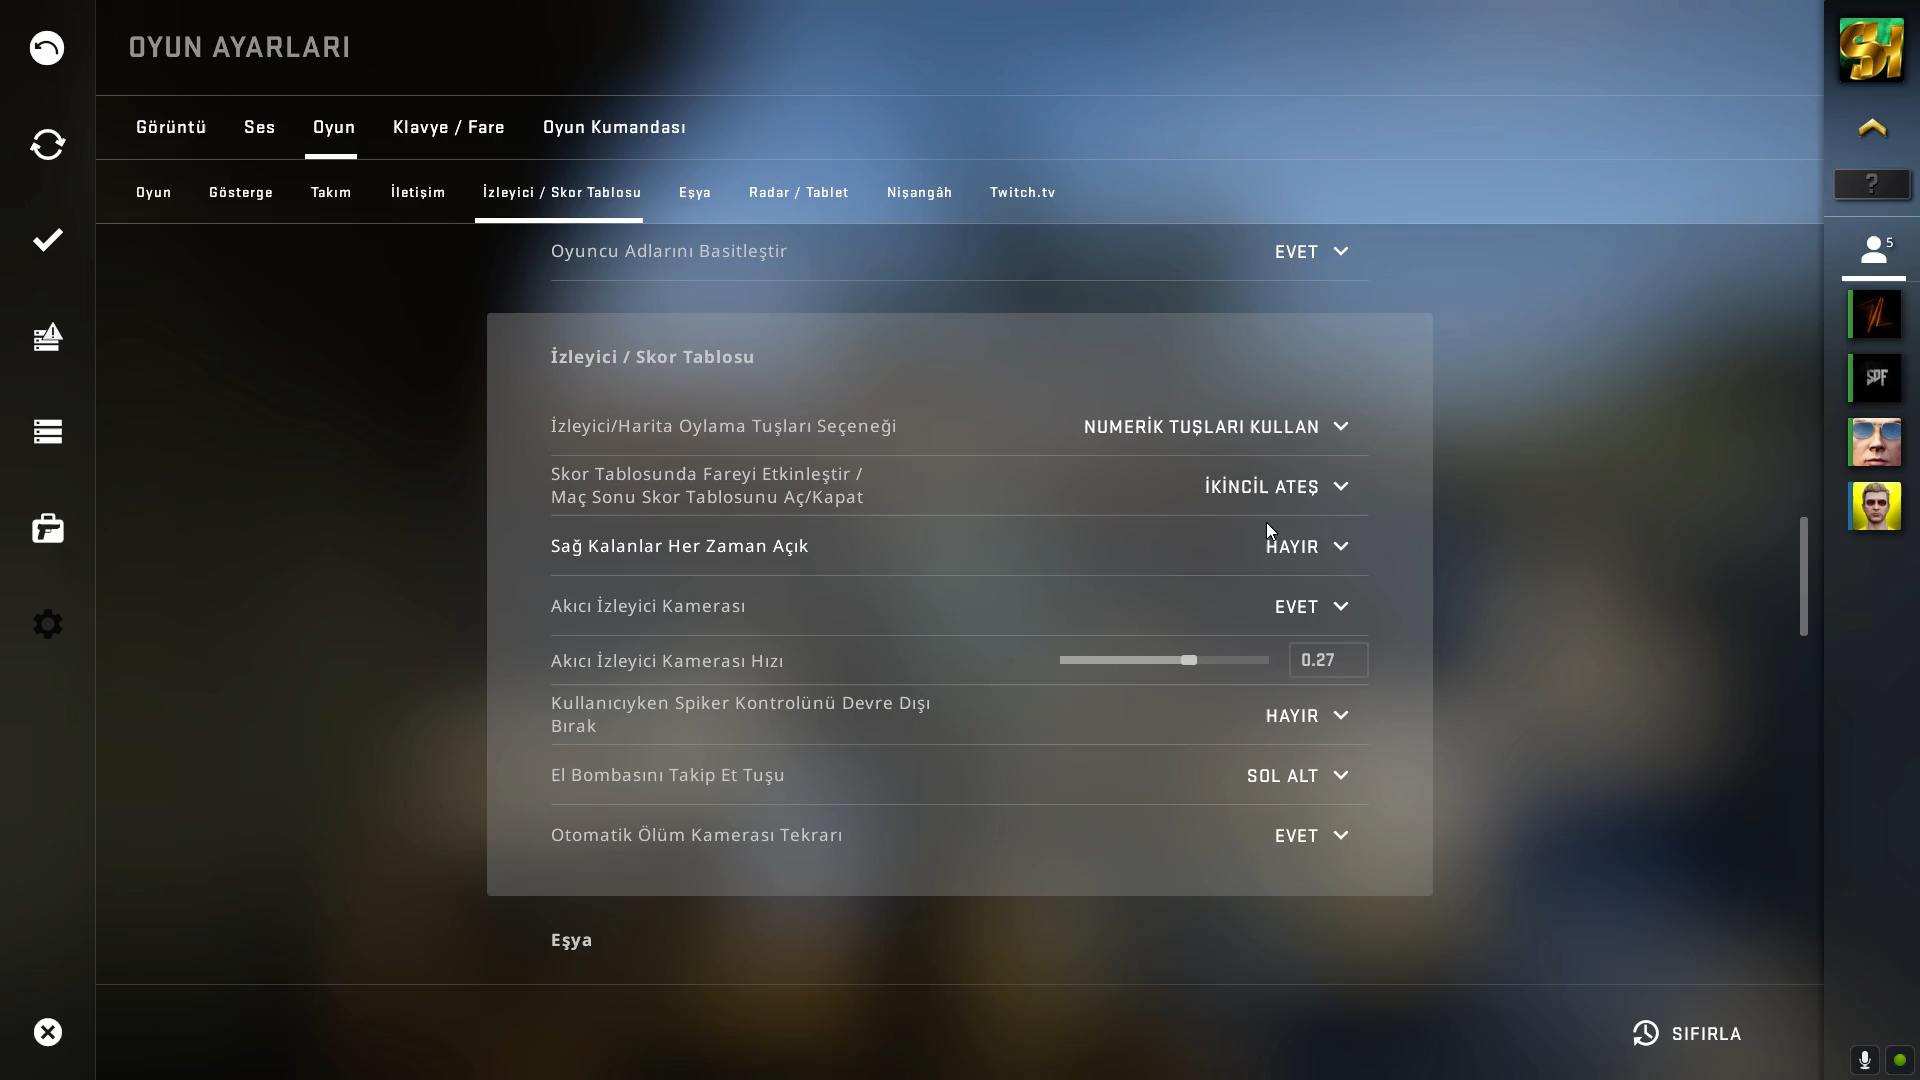 OYUN AYARLARI
Görüntü Ses Oyun Klavye / Fare Oyun Kumandası
Oyun Gösterge Takım İletişim İzleyici / Skor Tablosu Eşya Radar / Tablet Nişangâh Twitch.tv
?
5
Oyuncu Adlarını Basitleştir EVET
İzleyici / Skor Tablosu
İzleyici/Harita Oylama Tuşları Seçeneği NUMERİK TUŞLARI KULLAN
SPF
Skor Tablosunda Fareyi Etkinleştir /
Maç Sonu Skor Tablosunu Aç/Kapat İKİNCİL ATEŞ
Sağ Kalanlar Her Zaman Açık HAYIR
Akıcı İzleyici Kamerası EVET
Akıcı İzleyici Kamerası Hızı 0.27
Kullanıcıyken Spiker Kontrolünü Devre Dışı
Bırak HAYIR
El Bombasını Takip Et Tuşu SOL ALT
Otomatik Ölüm Kamerası Tekrarı EVET
Eşya
SIFIRLA